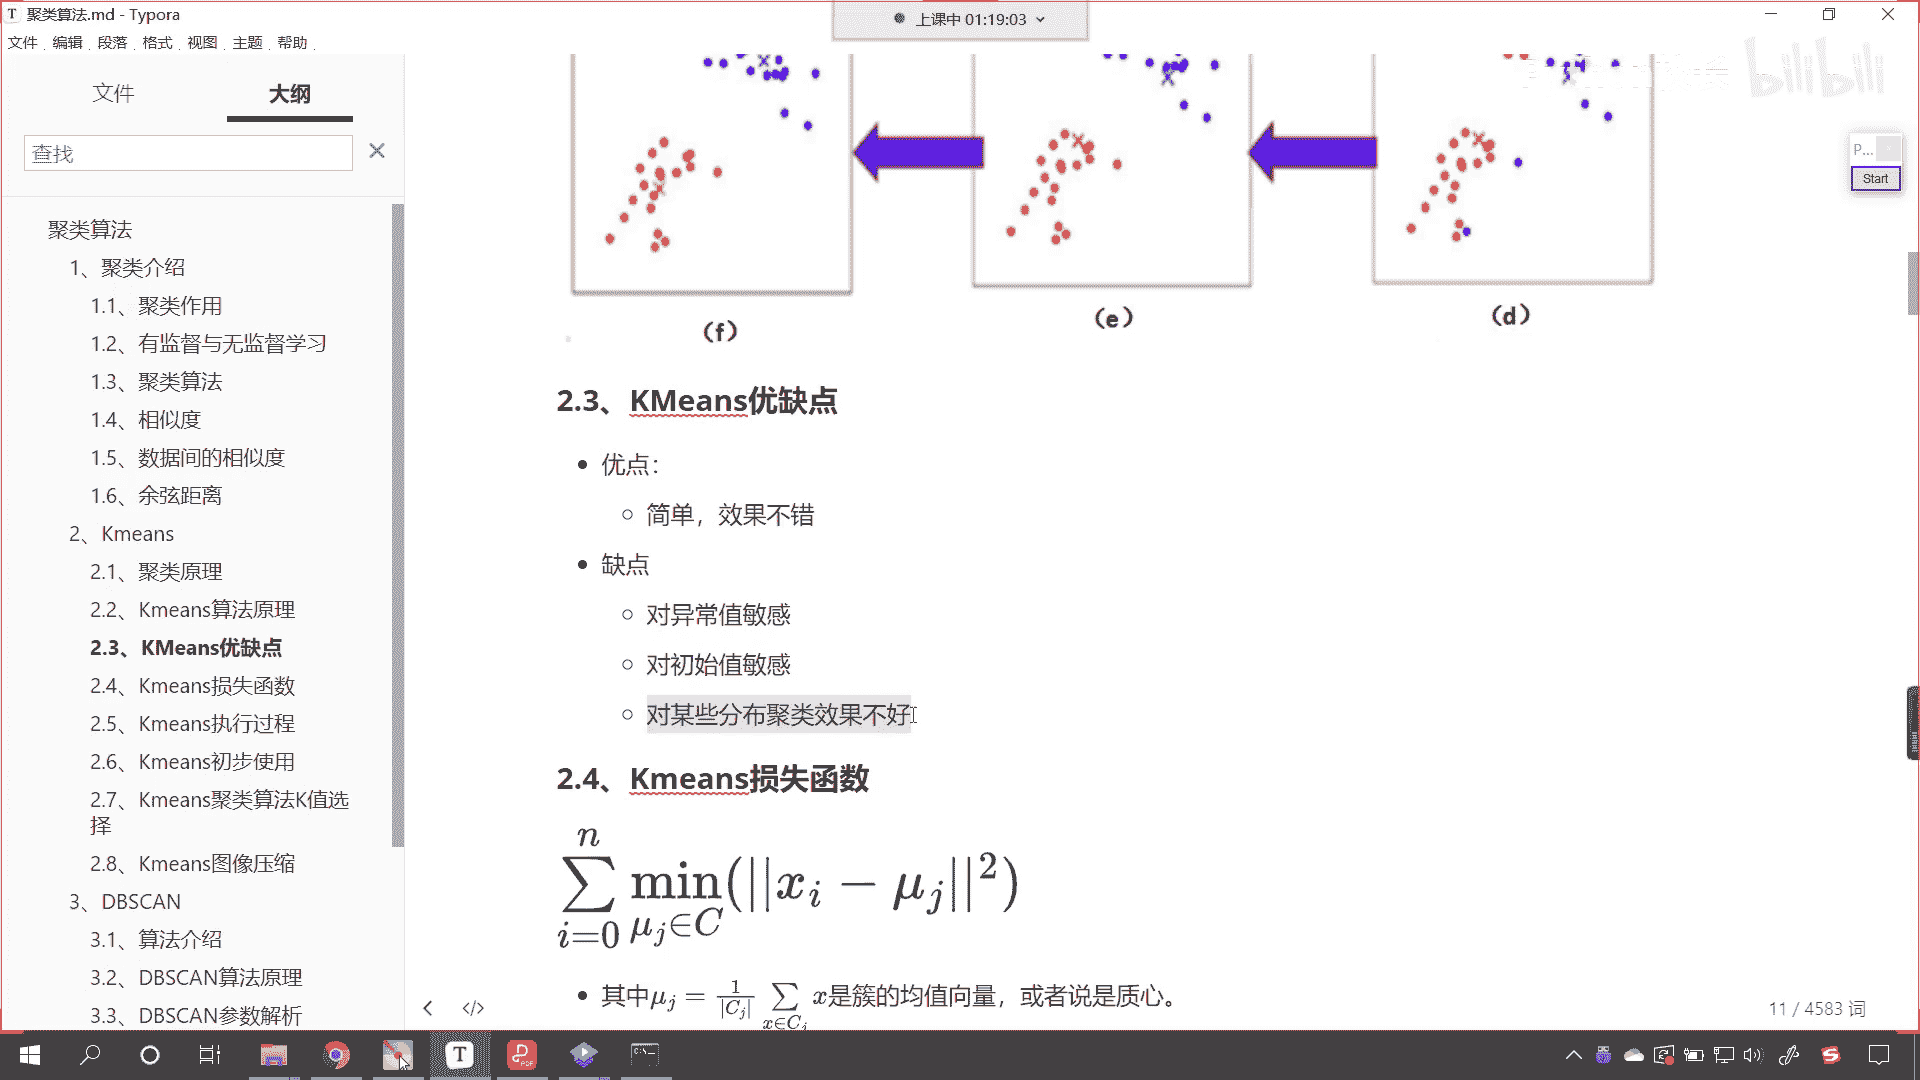 聚类算法.md - Typora
上课中 01:19:03
文件 编辑 段落 格式 视图 主题 帮助
文件 大纲
查找
聚类算法
1、聚类介绍
1.1、聚类作用
1.2、有监督与无监督学习
1.3、聚类算法
1.4、相似度
1.5、数据间的相似度
1.6、余弦距离
2、Kmeans
2.1、聚类原理
2.2、Kmeans算法原理
2.3、KMeans优缺点
2.4、Kmeans损失函数
2.5、Kmeans执行过程
2.6、Kmeans初步使用
2.7、Kmeans聚类算法K值选
择
2.8、Kmeans图像压缩
3、DBSCAN
3.1、算法介绍
3.2、DBSCAN算法原理
3.3、DBSCAN参数解析
bilibili
P...
Start
(f) (e) (d)
2.3、KMeans优缺点
优点：
简单，效果不错
缺点
对异常值敏感
对初始值敏感
对某些分布聚类效果不好
2.4、Kmeans损失函数
\sum_{i=0}^{n} \min_{μ_j∈C}(||x_i − μ_j||^2)
其中μ_j = \frac{1}{|C_j|} \sum_{x∈C_j} x是簇的均值向量，或者说是质心。
11 / 4583 词